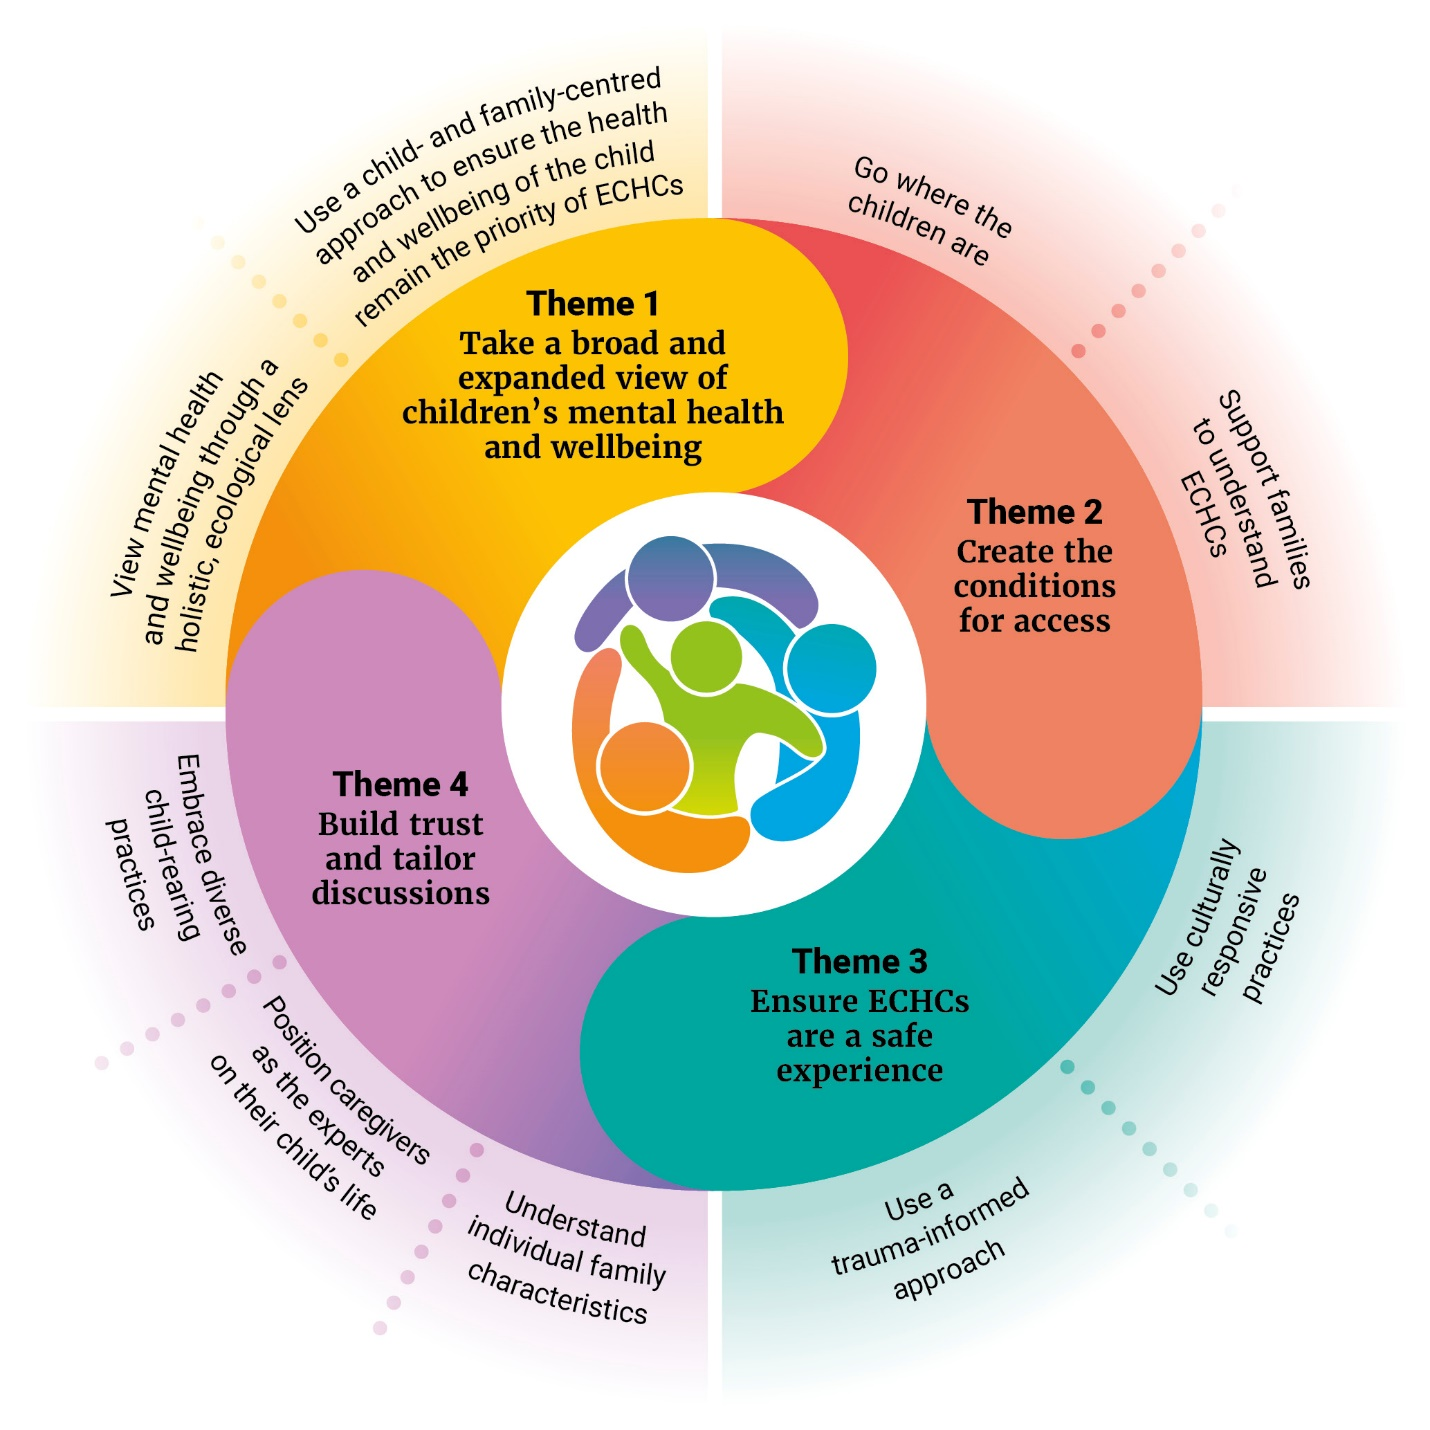 Use a child- and family-centred
approach to ensure the health
and wellbeing of the child
remain the priority of ECHCs
View mental health
and wellbeing through a
holistic, ecological lens
Theme 1
Take a broad and
expanded view of
children’s mental health
and wellbeing
Go where the
children are
Support families
to understand
ECHCs
Theme 2
Create the
conditions
for access
Use culturally
responsive
practices
Use a
trauma-informed
approach
Theme 3
Ensure ECHCs
are a safe
experience
Understand
individual family
characteristics
Position caregivers
as the experts
on their child’s life
Embrace diverse
child-rearing
practices
Theme 4
Build trust
and tailor
discussions